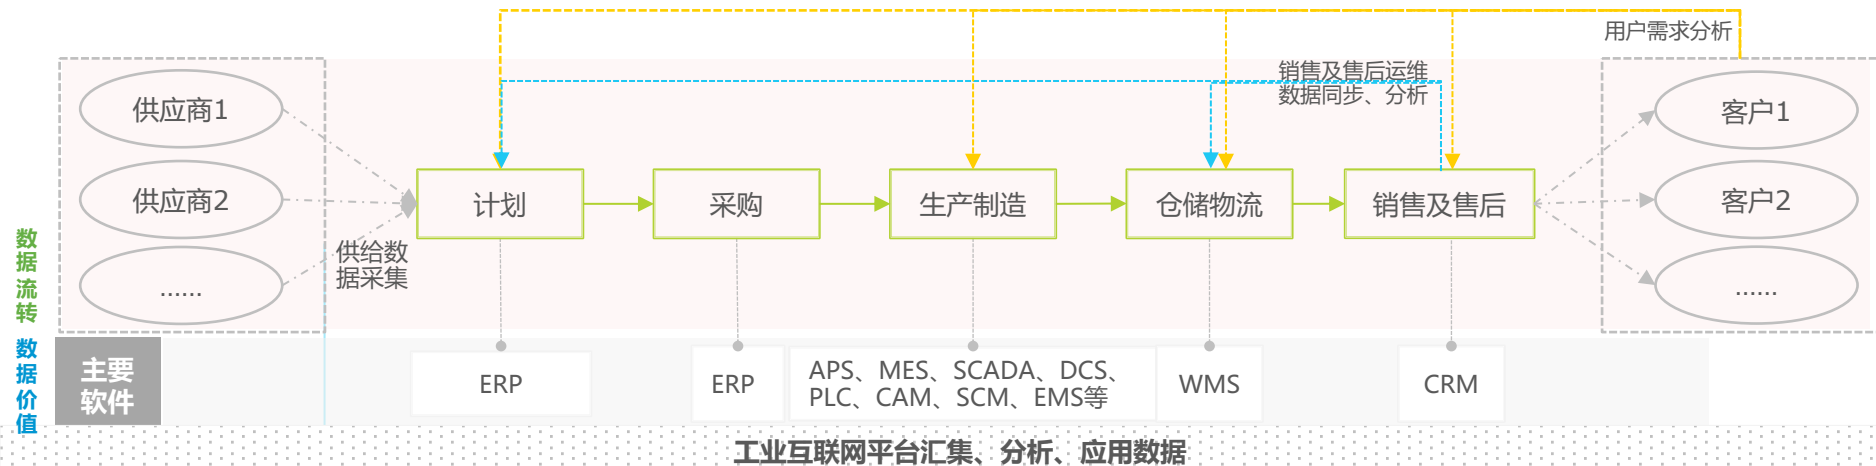 用户需求分析
销售及售后运维
数据同步、分析
供应商1
供应商2
……
供给数
据采集
计划
采购
生产制造
仓储物流
销售及售后
客户1
客户2
……
数据流转
数据价值
主要
软件
ERP
ERP
APS、MES、SCADA、DCS、
PLC、CAM、SCM、EMS等
WMS
CRM
工业互联网平台汇集、分析、应用数据